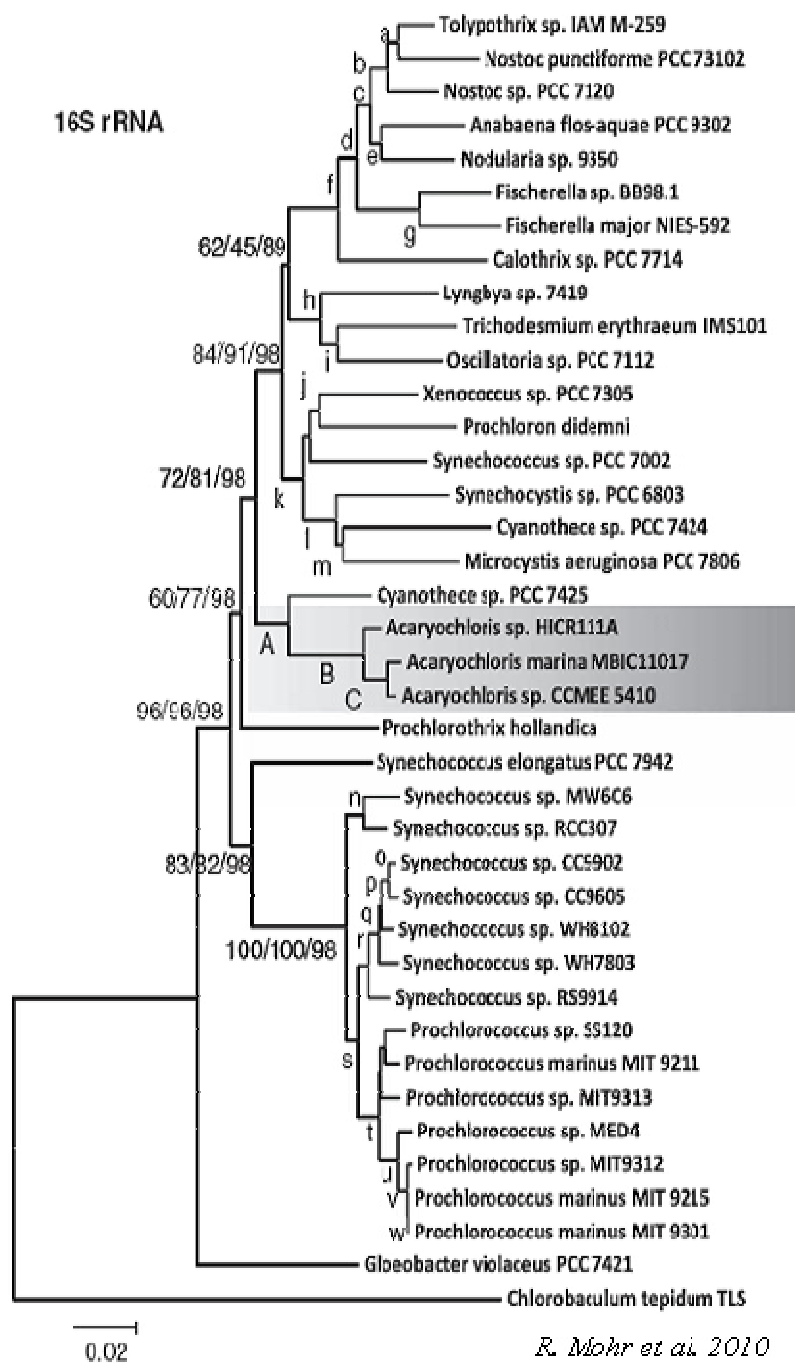 Tolypothrix sp. IAM M-259
a
Nostoc punctiforme PCC 73102
b
Nostoc sp. PCC 7120
c
16S rRNA
Anabaena flos-aquae PCC 9302
d
e
Nodularia sp. 9350
f
Fischerella sp. BB98.1
Fischerella major NIES-592
g
62/45/89
Calothrix sp. PCC 7714
h
Lyngbya sp. 7419
Trichodesmium erythraeum IMS101
84/91/98
i
Oscillatoria sp. PCC 7112
j
Xenococcus sp. PCC 7305
Prochloron didemni
Synechococcus sp. PCC 7002
72/81/98
k
Synechocystis sp. PCC 6803
Cyanothece sp. PCC 7424
l
m
Microcystis aeruginosa PCC 7806
60/77/98
Cyanothece sp. PCC 7425
Acaryochloris sp. HICR111A
A
Acaryochloris marina MBIC11017
B
C
Acaryochloris sp. CCMEE 5410
96/96/98
Prochlorothrix hollandica
Synechococcus elongatus PCC 7942
n
Synechococcus sp. MW6C6
Synechococcus sp. RCC307
83/82/98
o
Synechococcus sp. CC9902
p
Synechococcus sp. CC9605
q
Synechococcus sp. WH8102
r
100/100/98
Synechococcus sp. WH7803
Synechococcus sp. RS9914
Prochlorococcus sp. SS120
s
Prochlorococcus marinus MIT 9211
Prochlorococcus sp. MIT9313
t
Prochlorococcus sp. MED4
Prochlorococcus sp. MIT9312
u
v
Prochlorococcus marinus MIT 9215
w
Prochlorococcus marinus MIT 9301
Gloeobacter violaceus PCC 7421
Chlorobaculum tepidum TLS
0.02
R. Mohr et al. 2010